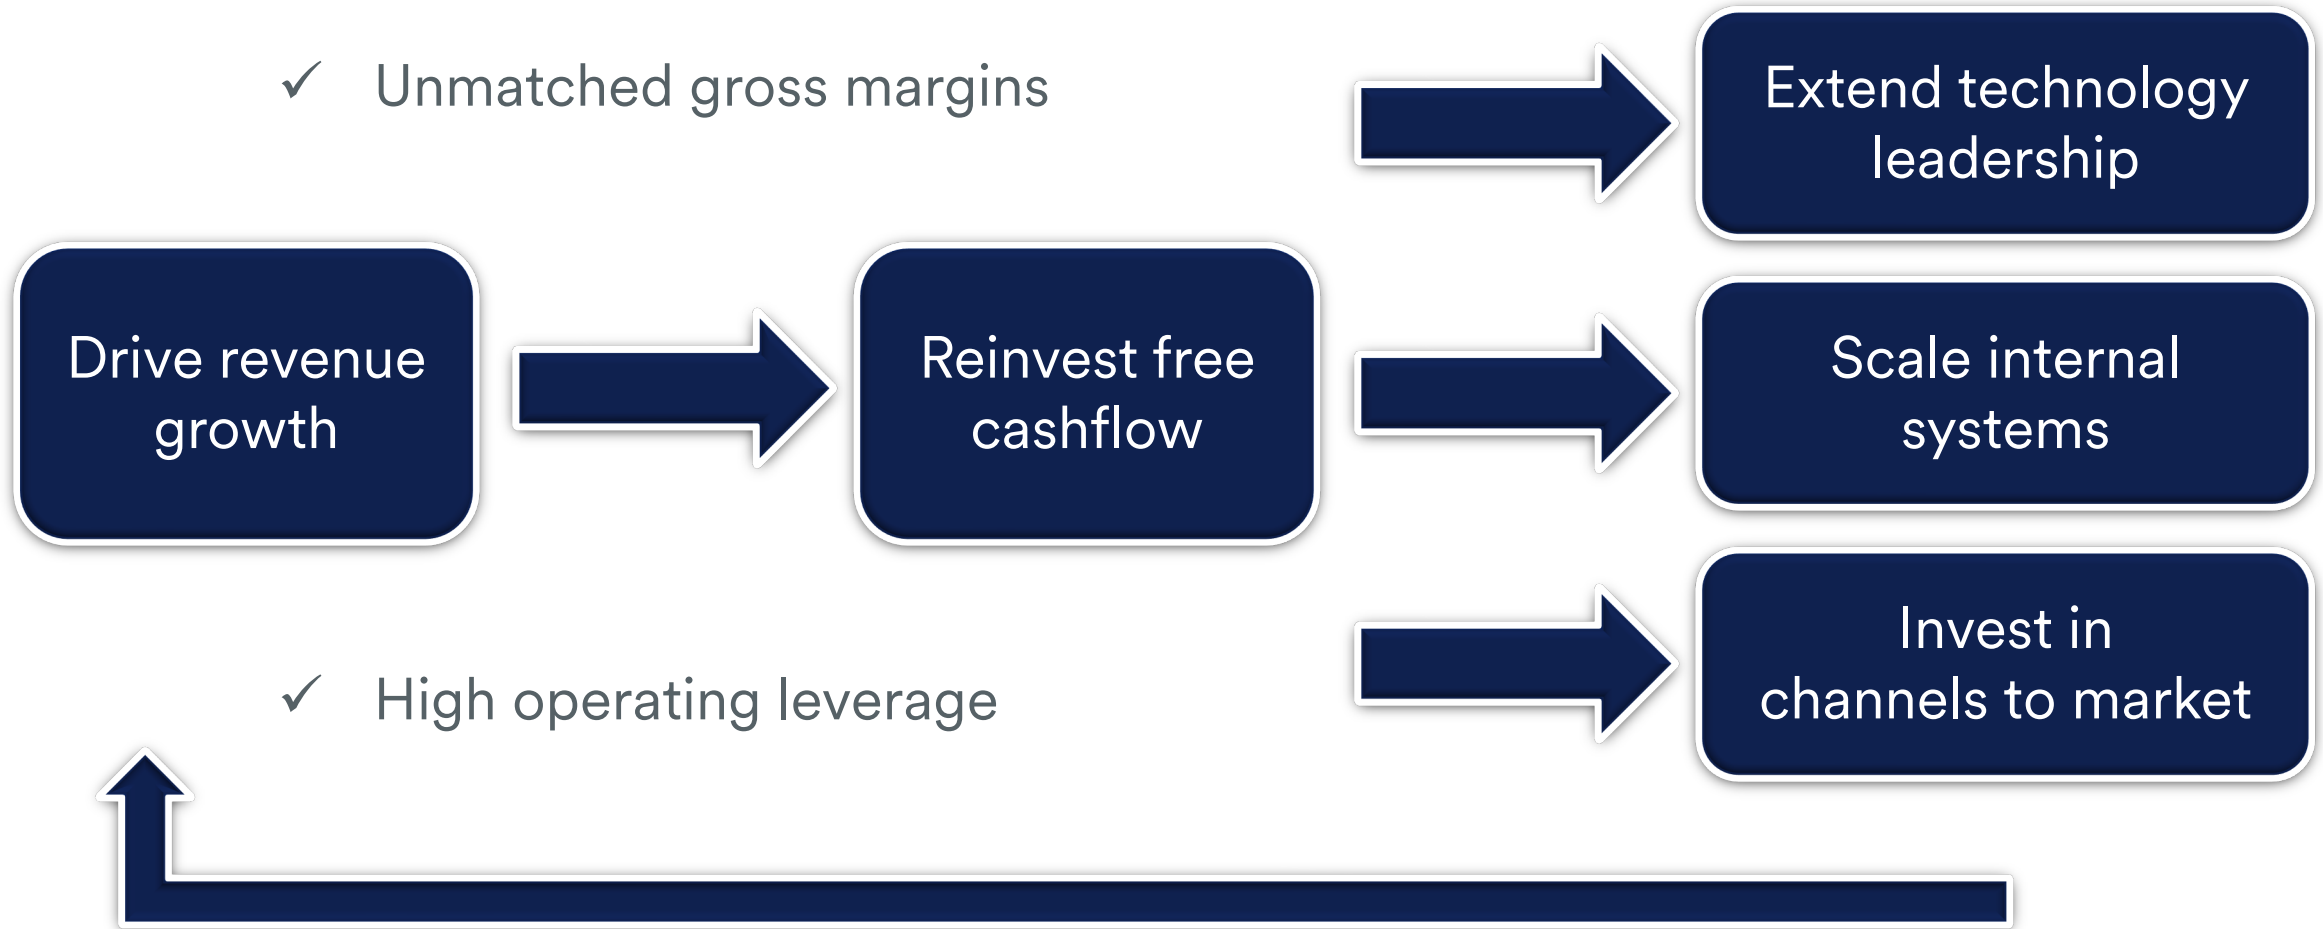 ✓ Unmatched gross margins
Extend technology
leadership
Drive revenue
growth
Reinvest free
cashflow
Scale internal
systems
Invest in
channels to market
✓ High operating leverage